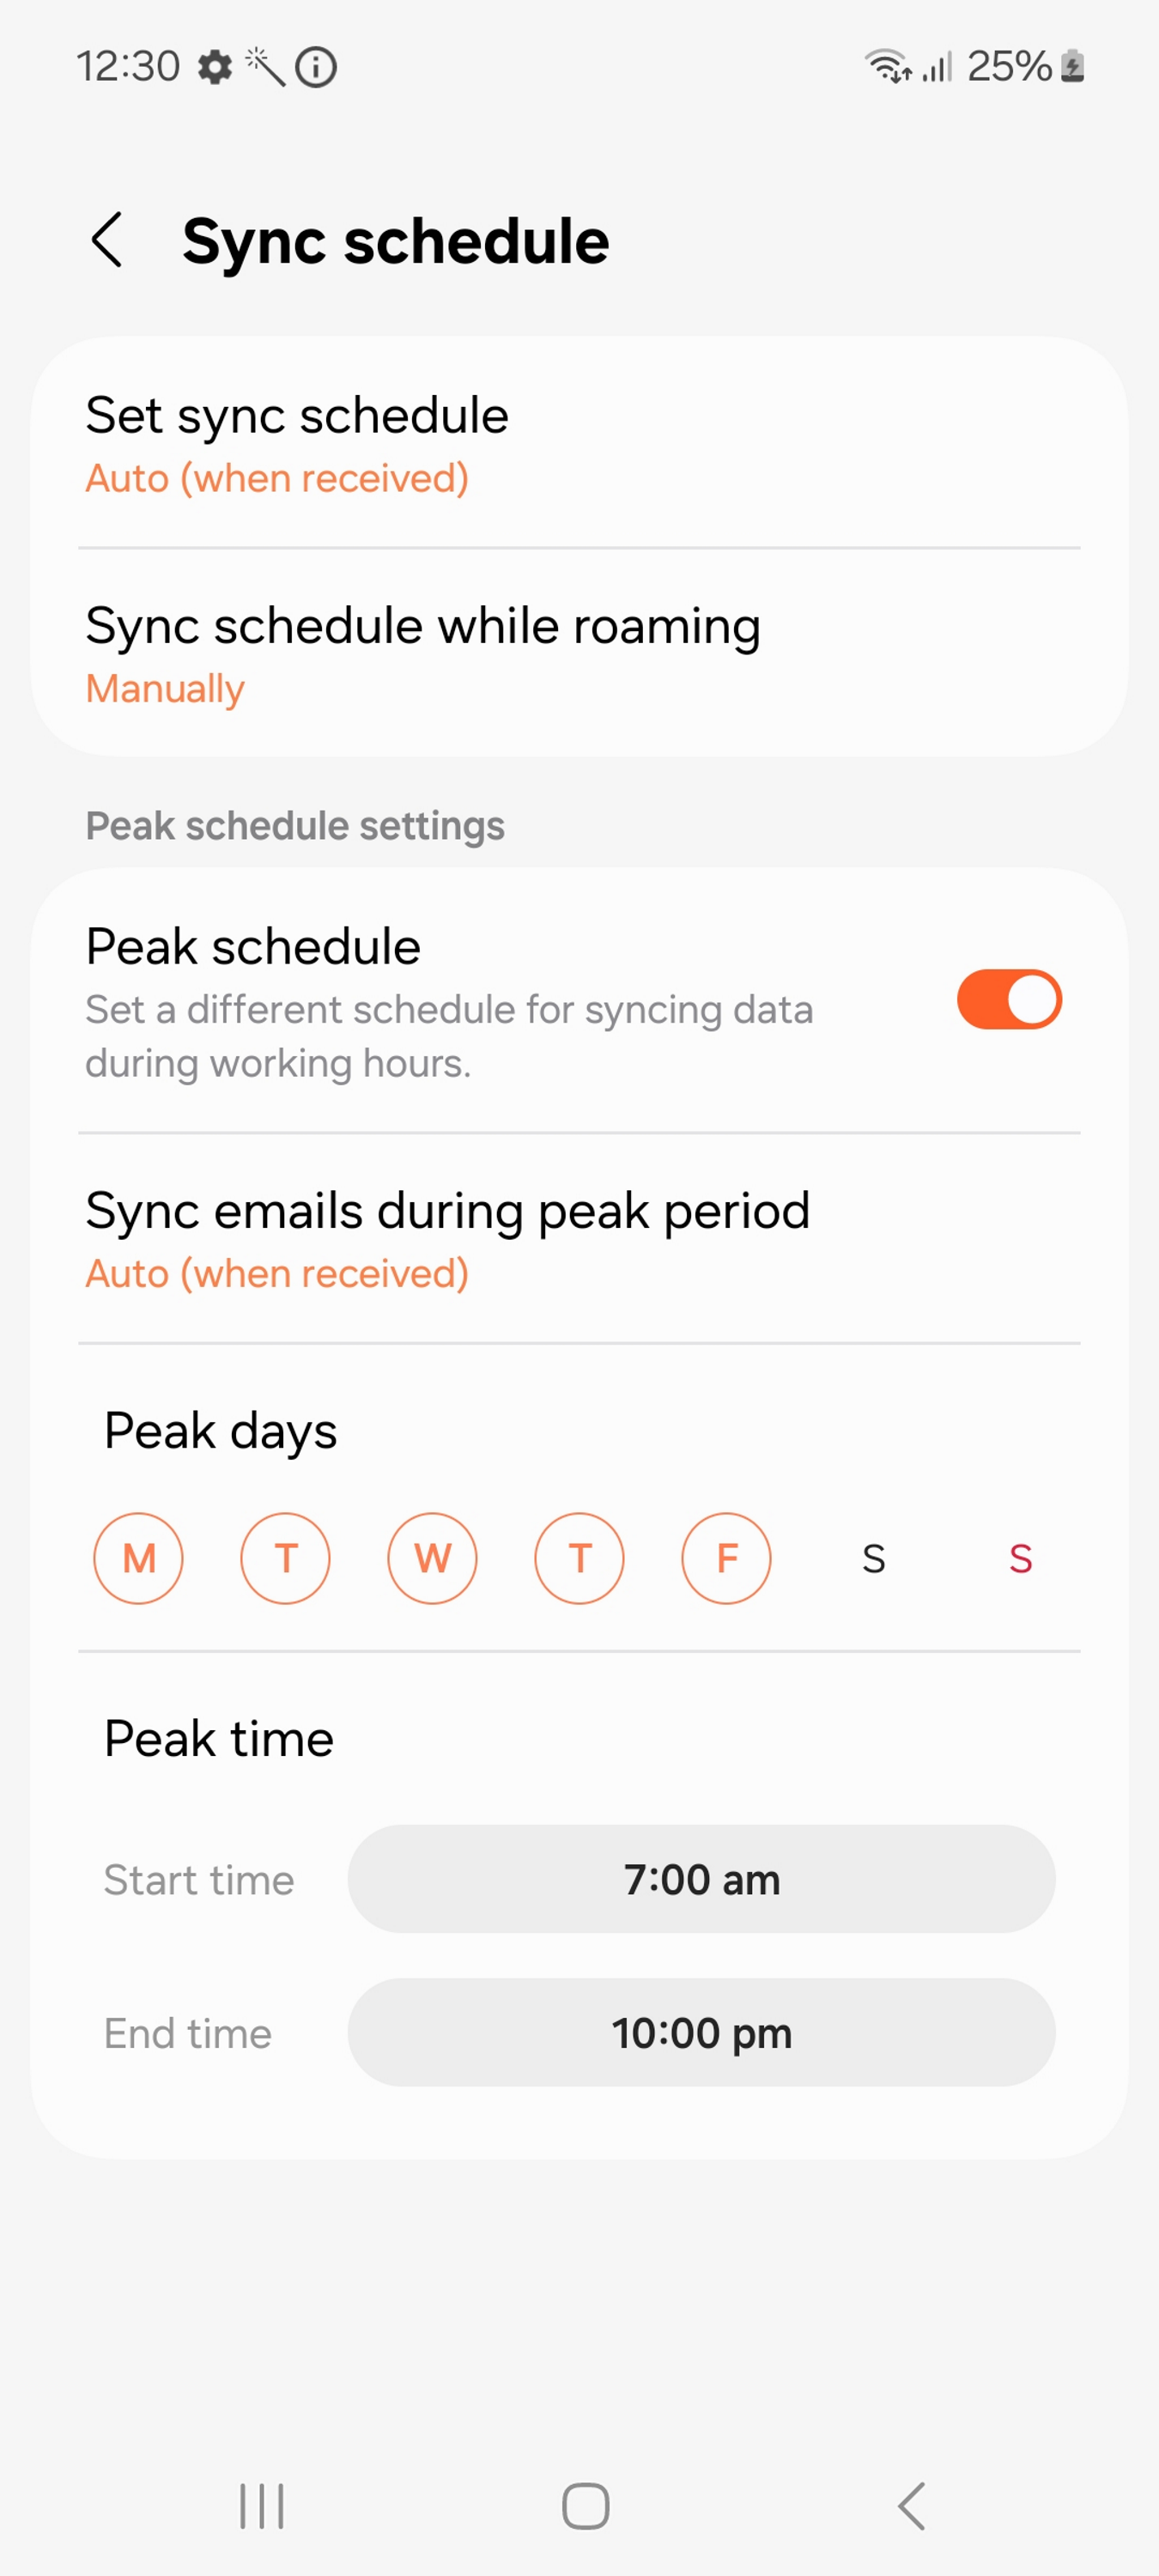 12:30 25%
Sync schedule
Set sync schedule
Auto (when received)
Sync schedule while roaming
Manually
Peak schedule settings
Peak schedule
Set a different schedule for syncing data
during working hours.
Sync emails during peak period
Auto (when received)
Peak days
M T W T F S S
Peak time
Start time 7:00 am
End time 10:00 pm